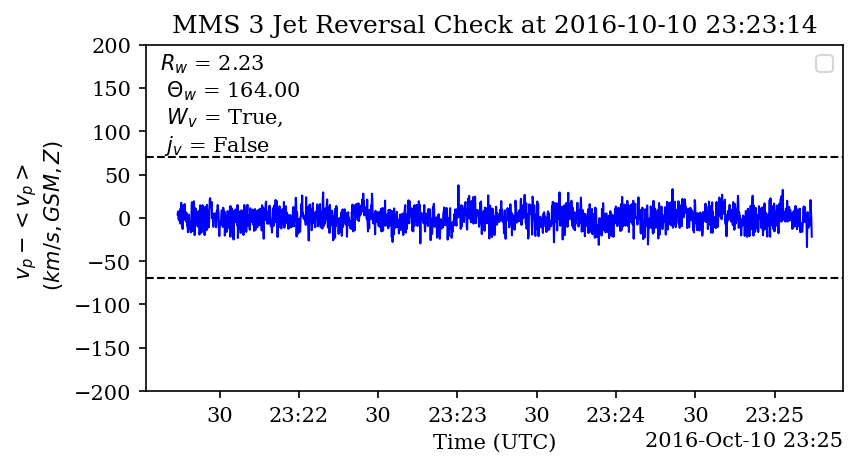 MMS 3 Jet Reversal Check at 2016-10-10 23:23:14
v_p − < v_p >
(km/s, GSM, Z)
200
150
100
50
0
−50
−100
−150
−200
R_w = 2.23
Θ_w = 164.00
W_v = True,
j_v = False
30 23:22 30 23:23 30 23:24 30 23:25
Time (UTC)
2016-Oct-10 23:25